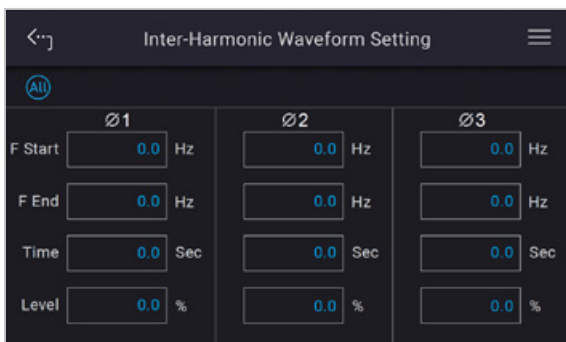 Inter-Harmonic Waveform Setting
All
Ø1 Ø2 Ø3
F Start 0.0 Hz 0.0 Hz 0.0 Hz
F End 0.0 Hz 0.0 Hz 0.0 Hz
Time 0.0 Sec 0.0 Sec 0.0 Sec
Level 0.0 % 0.0 % 0.0 %